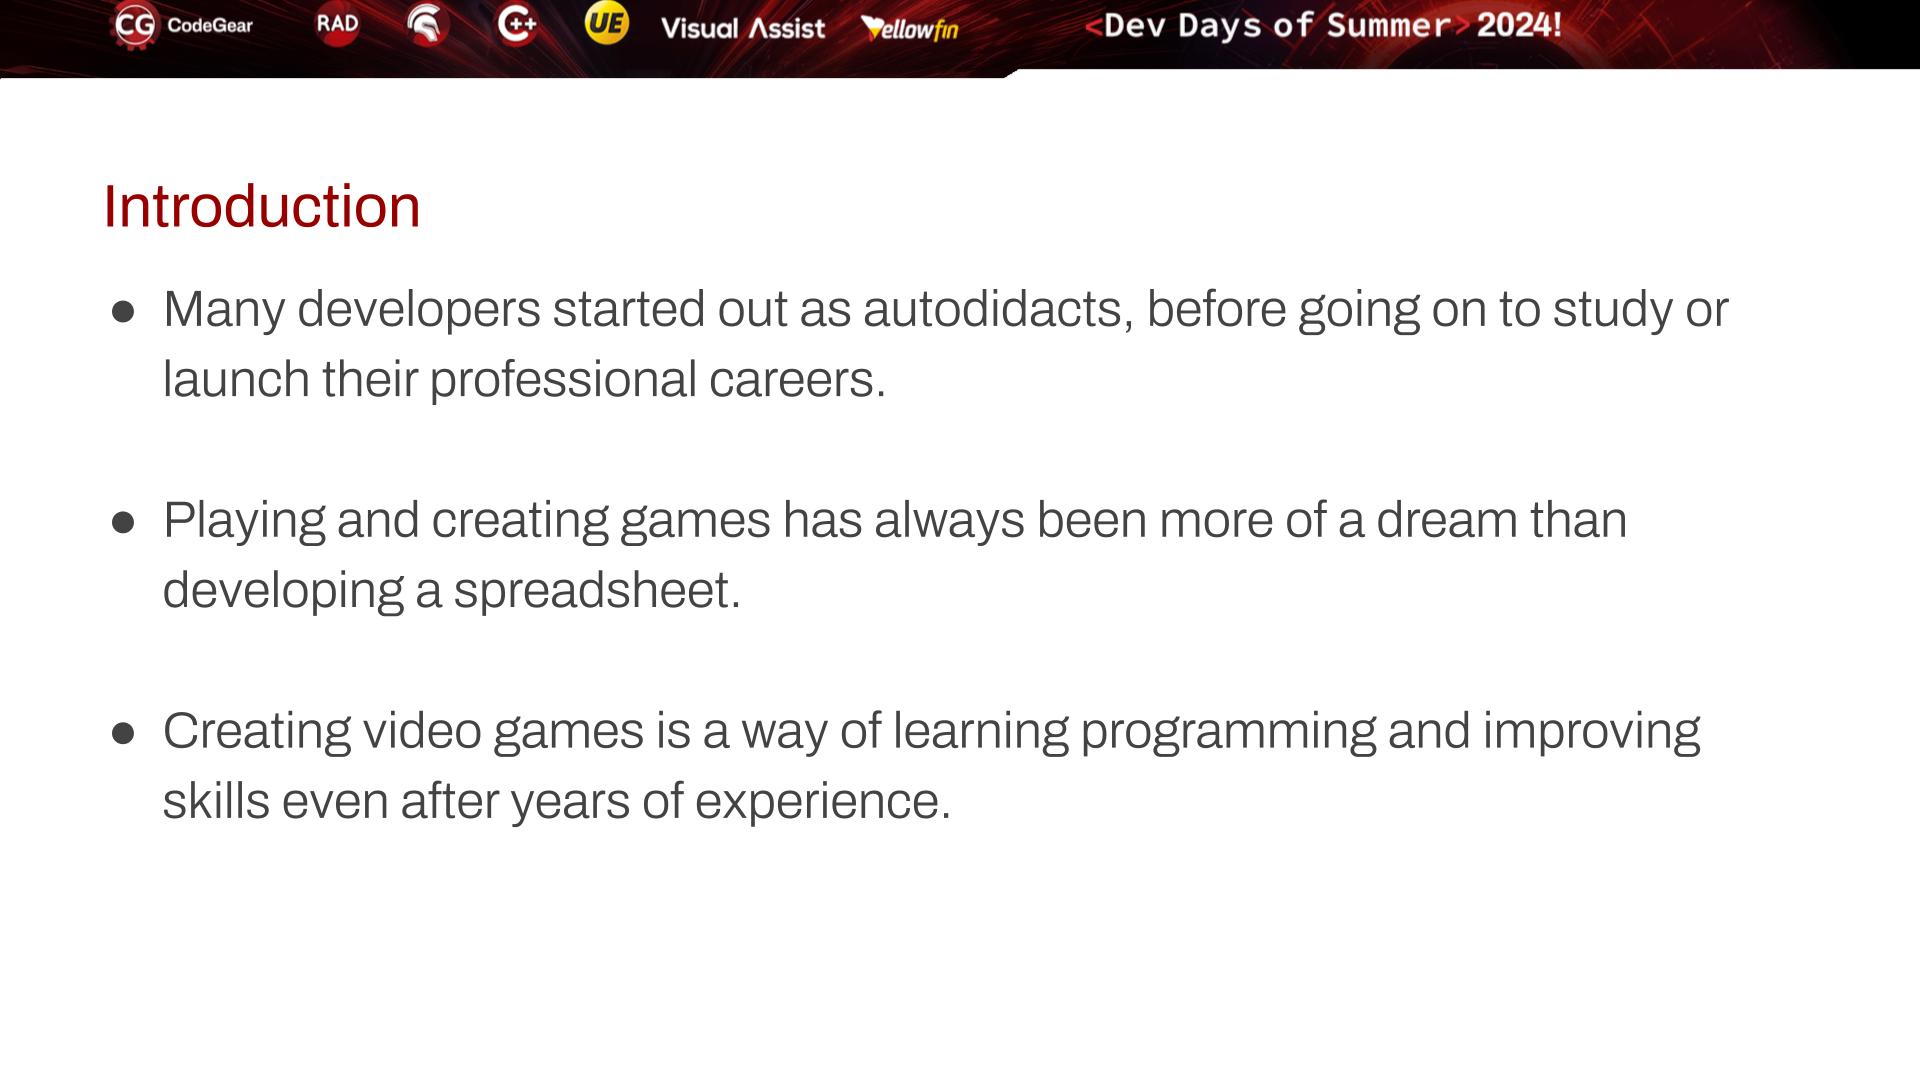 CG CodeGear RAD C++ UE Visual Assist Yellowfin <Dev Days of Summer> 2024!
Introduction
● Many developers started out as autodidacts, before going on to study or
launch their professional careers.
● Playing and creating games has always been more of a dream than
developing a spreadsheet.
● Creating video games is a way of learning programming and improving
skills even after years of experience.